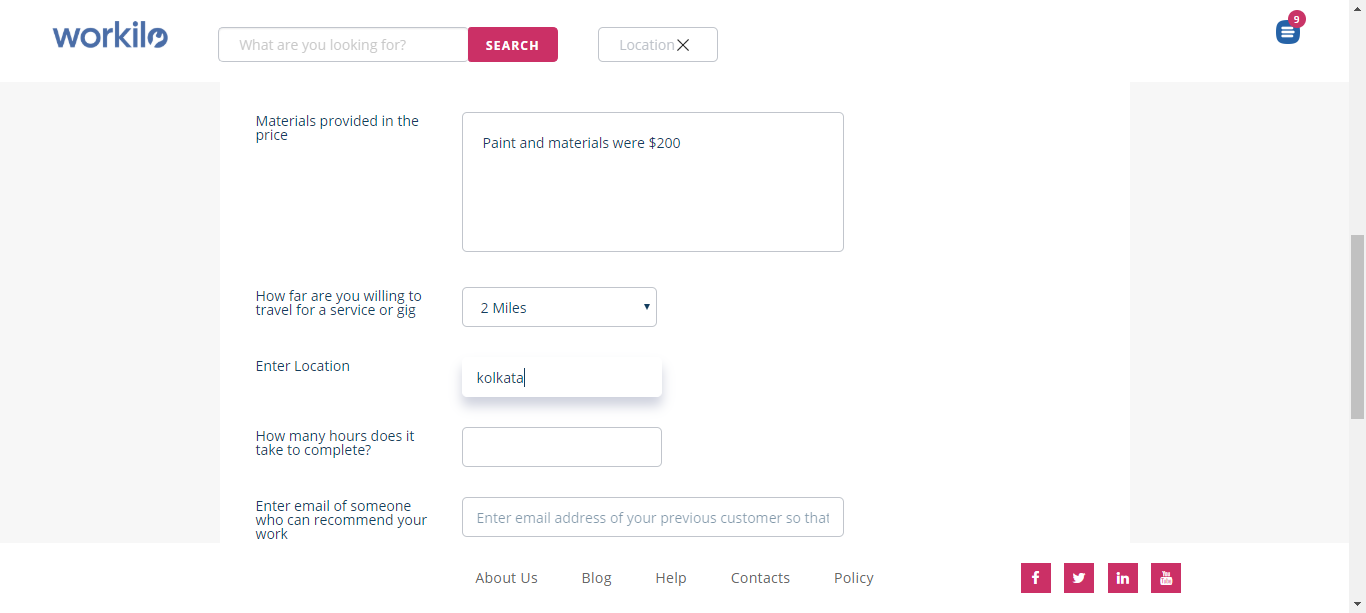 workilo
What are you looking for?
SEARCH
Location
9
Materials provided in the
price
Paint and materials were $200
How far are you willing to
travel for a service or gig
2 Miles
Enter Location
kolkata
How many hours does it
take to complete?
Enter email of someone
who can recommend your
work
Enter email address of your previous customer so that
About Us
Blog
Help
Contacts
Policy
f
in
You
Tube